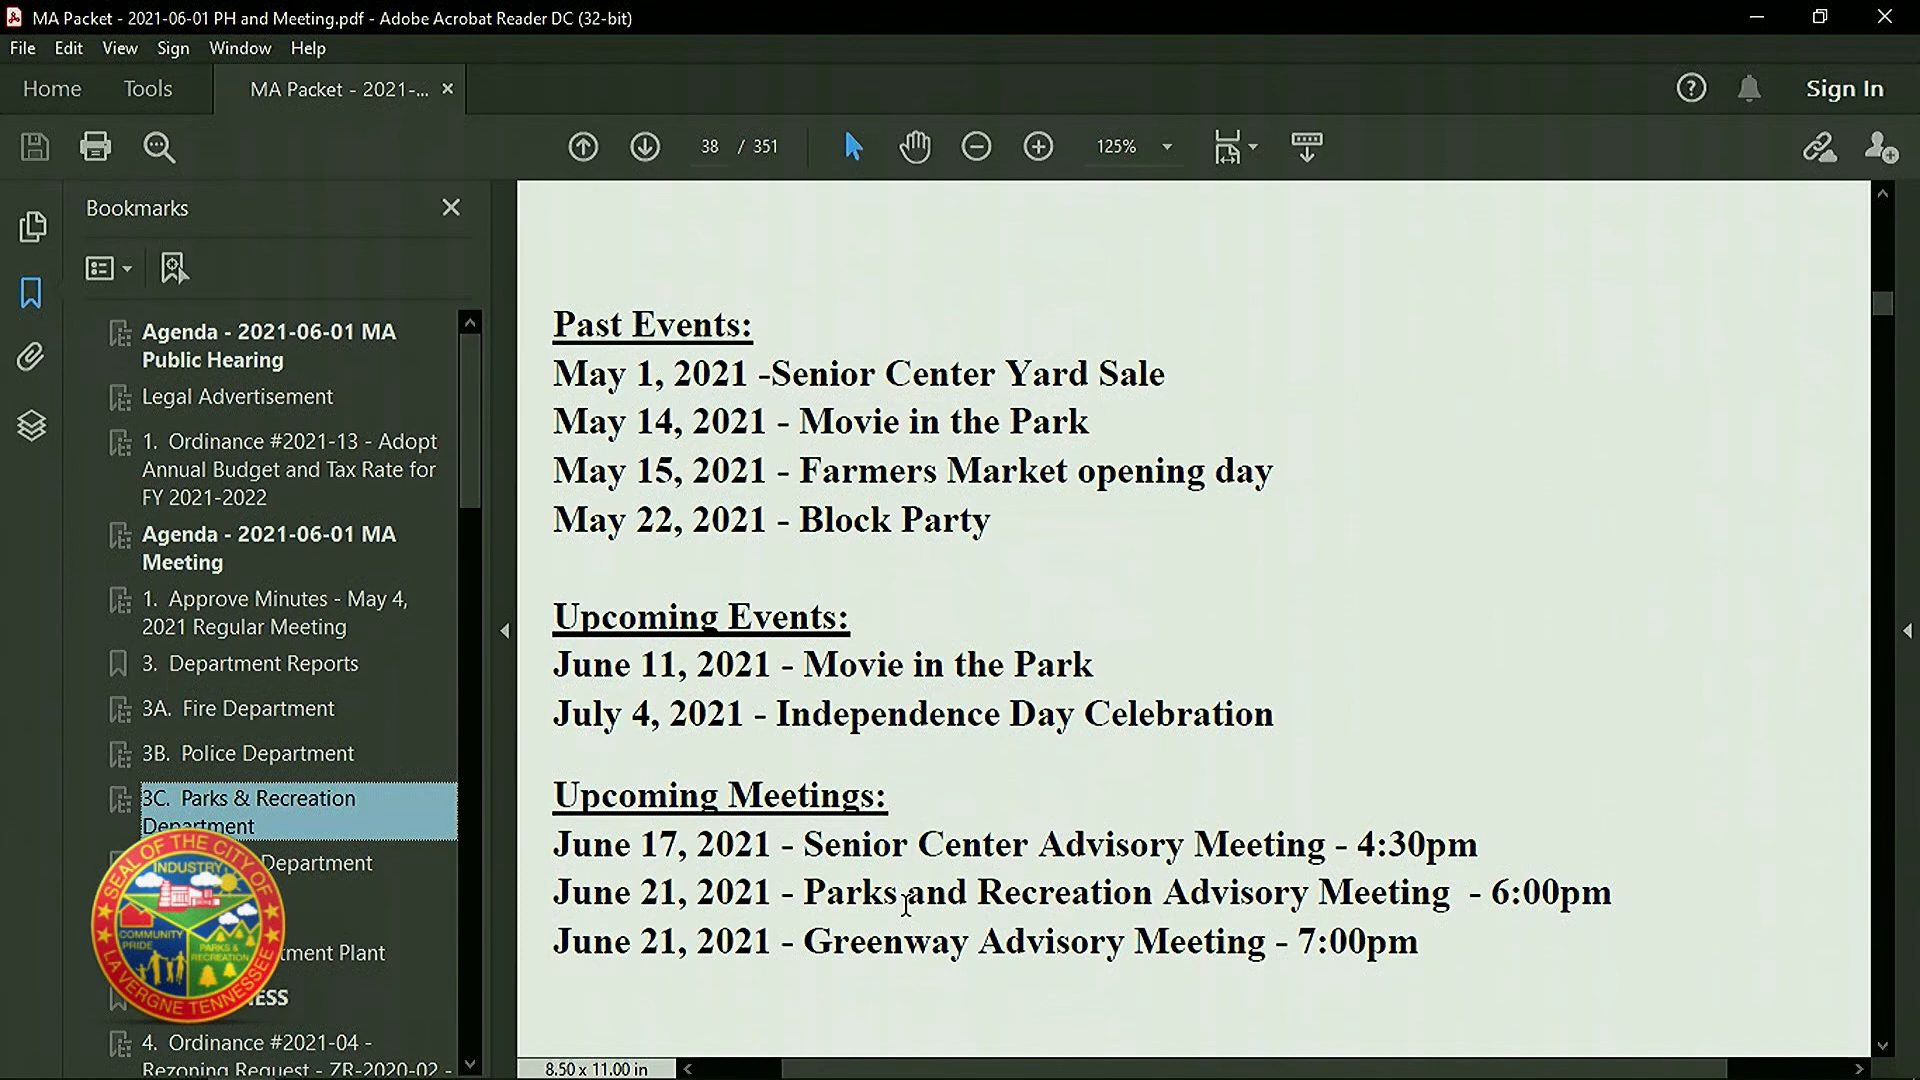 MA Packet - 2021-06-01 PH and Meeting.pdf - Adobe Acrobat Reader DC (32-bit)
File Edit View Sign Window Help
Home Tools MA Packet - 2021-... × Sign In
38 / 351 125%
Bookmarks
Agenda - 2021-06-01 MA
Public Hearing
Legal Advertisement
1. Ordinance #2021-13 - Adopt
Annual Budget and Tax Rate for
FY 2021-2022
Agenda - 2021-06-01 MA
Meeting
1. Approve Minutes - May 4,
2021 Regular Meeting
3. Department Reports
3A. Fire Department
3B. Police Department
3C. Parks & Recreation
Department
Department
tment Plant
ESS
4. Ordinance #2021-04 -
Rezoning Request - ZR-2020-02 -
SEAL OF THE CITY OF
LA VERGNE TENNESSEE
INDUSTRY
COMMUNITY
PRIDE
PARKS &
RECREATION
Past Events:
May 1, 2021 -Senior Center Yard Sale
May 14, 2021 - Movie in the Park
May 15, 2021 - Farmers Market opening day
May 22, 2021 - Block Party
Upcoming Events:
June 11, 2021 - Movie in the Park
July 4, 2021 - Independence Day Celebration
Upcoming Meetings:
June 17, 2021 - Senior Center Advisory Meeting - 4:30pm
June 21, 2021 - Parks and Recreation Advisory Meeting - 6:00pm
June 21, 2021 - Greenway Advisory Meeting - 7:00pm
8.50 x 11.00 in